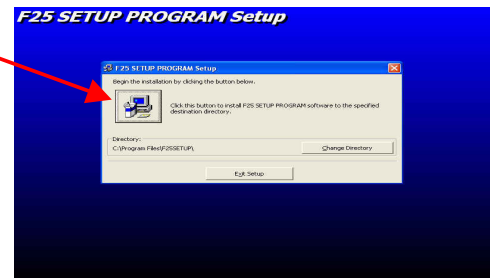 F25 SETUP PROGRAM Setup
F25 SETUP PROGRAM Setup
Begin the installation by clicking the button below.
Click this button to install F25 SETUP PROGRAM software to the specified
destination directory.
Directory:
C:\Program Files\F25SETUP\
Change Directory
Exit Setup